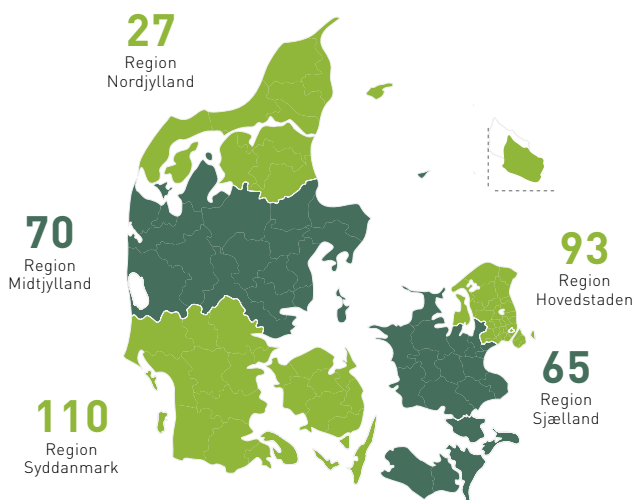 27
Region
Nordjylland
70
Region
Midtjylland
93
Region
Hovedstaden
65
Region
Sjælland
110
Region
Syddanmark